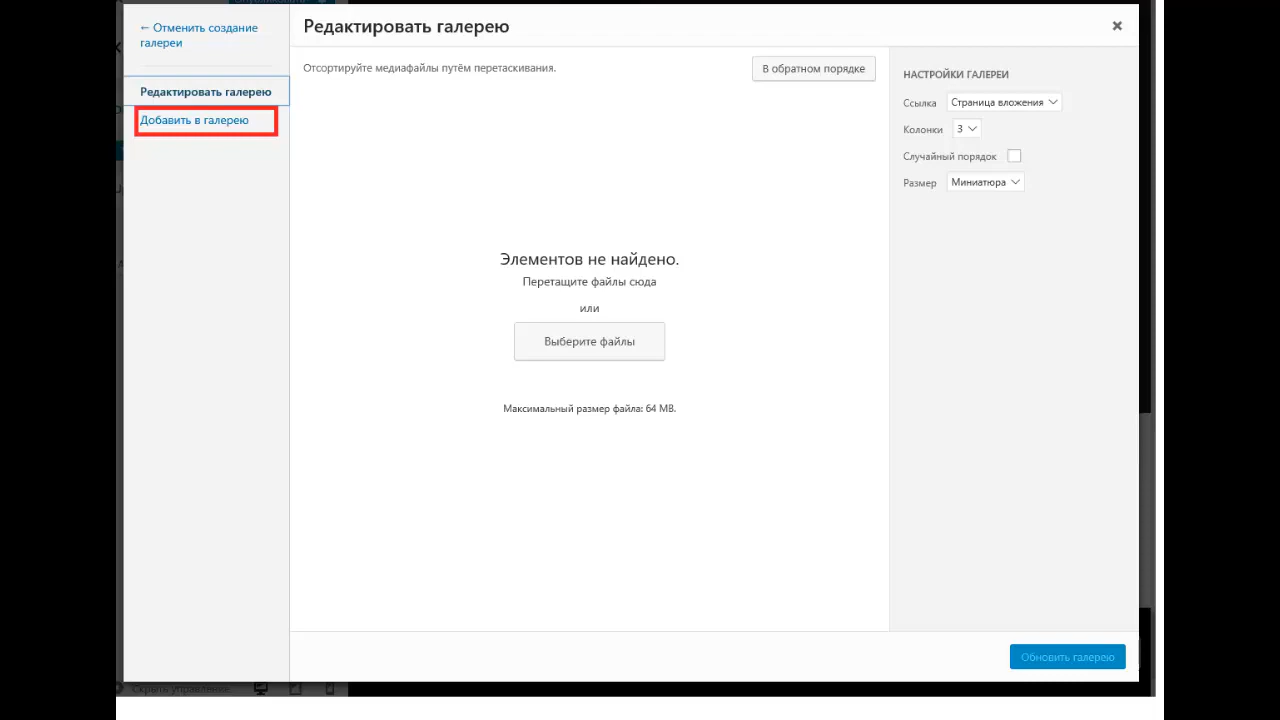 ← Отменить создание
галереи
Редактировать галерею
Добавить в галерею
Редактировать галерею
Отсортируйте медиафайлы путём перетаскивания.
В обратном порядке
Элементов не найдено.
Перетащите файлы сюда
или
Выберите файлы
Максимальный размер файла: 64 MB.
НАСТРОЙКИ ГАЛЕРЕИ
Ссылка Страница вложения
Колонки 3
Случайный порядок
Размер Миниатюра
Обновить галерею
Скрыть управление